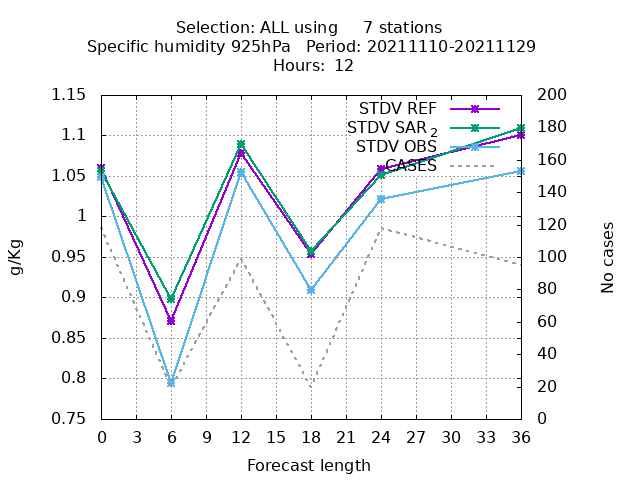 Selection: ALL using 7 stations
Specific humidity 925hPa Period: 20211110-20211129
Hours: 12
STDV REF
STDV SAR 2
STDV OBS
CASES
1.15
1.1
1.05
1
0.95
0.9
0.85
0.8
0.75
g/Kg
200
180
160
140
120
100
80
60
40
20
0
No cases
0 3 6 9 12 15 18 21 24 27 30 33 36
Forecast length